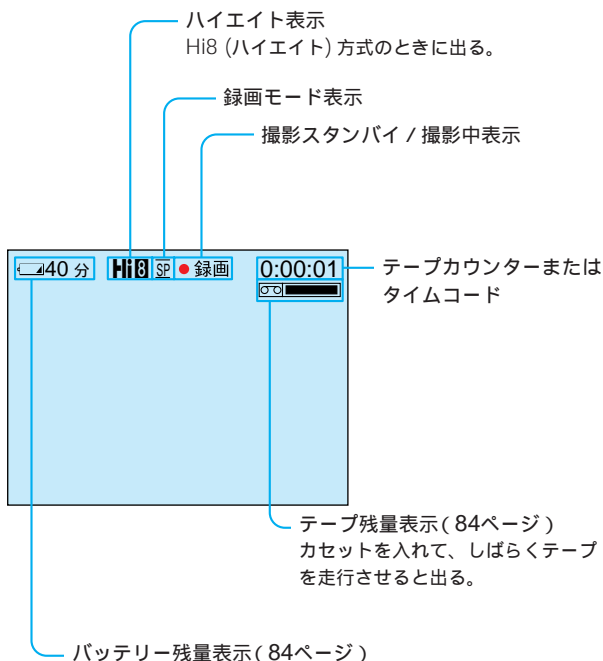 ハイエイト表示
Hi8 (ハイエイト) 方式のときに出る。
録画モード表示
撮影スタンバイ / 撮影中表示
40 分 Hi8 SP ●録画 0:00:01
テープカウンターまたは
タイムコード
テープ残量表示( 84ページ )
カセットを入れて、しばらくテープ
を走行させると出る。
バッテリー残量表示( 84ページ )